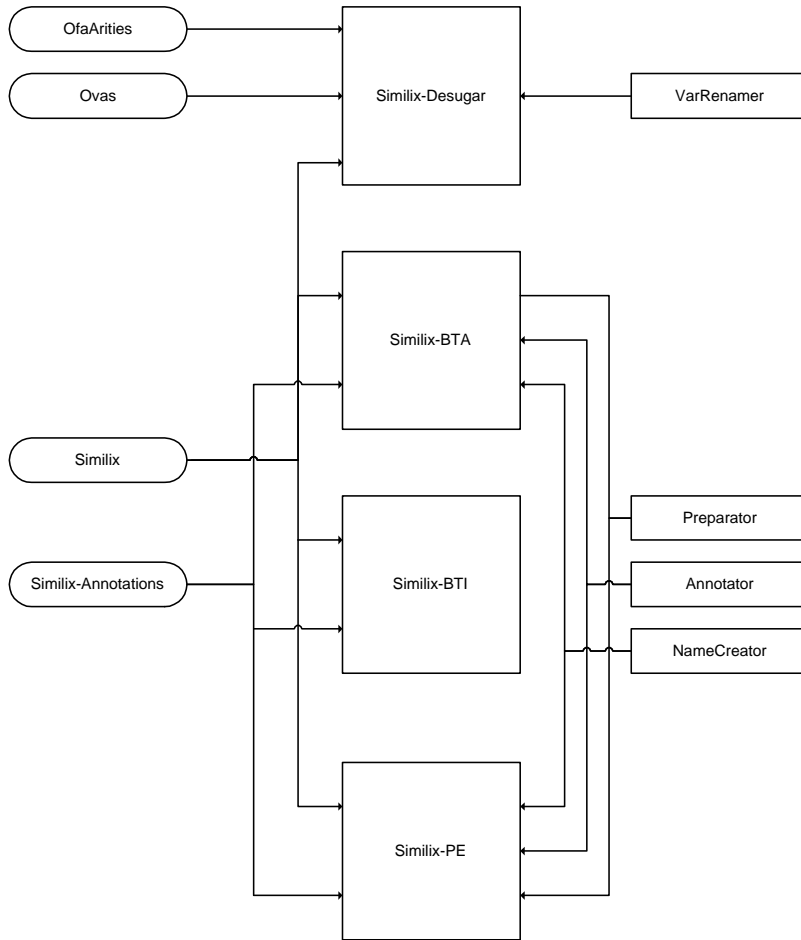 OfaArities
Ovas
Similix-Desugar
VarRenamer
Similix-BTA
Similix
Preparator
Similix-Annotations
Similix-BTI
Annotator
NameCreator
Similix-PE